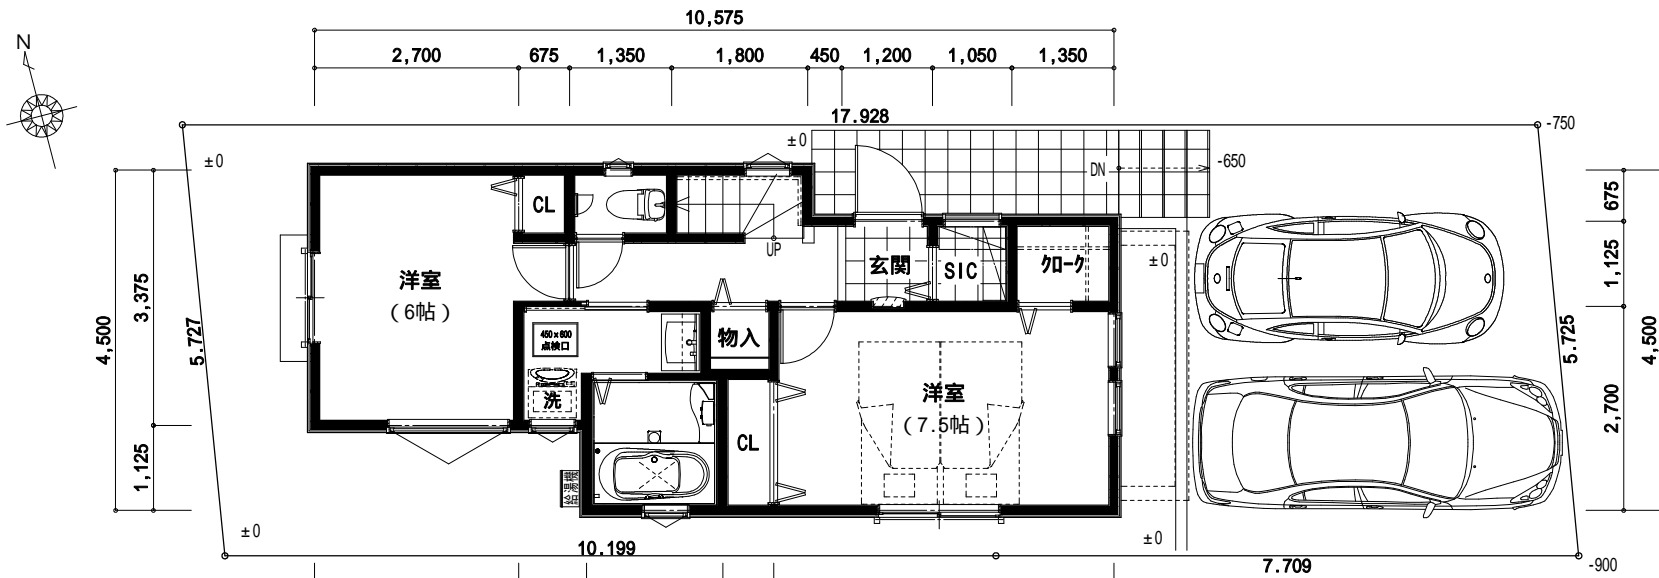 10,575
N
2,700 675 1,350 1,800 450 1,200 1,050 1,350
17.928
±0
-750
±0
DN
-650
CL
UP
玄関
SIC
クローク
±0
675
洋室
（6帖）
1,125
3,375
4,500
5.727
450x600
点検口
物入
5.725
4,500
洋室
（7.5帖）
洗
CL
2,700
1,125
給湯機
±0
±0
10.199
7.709
-900